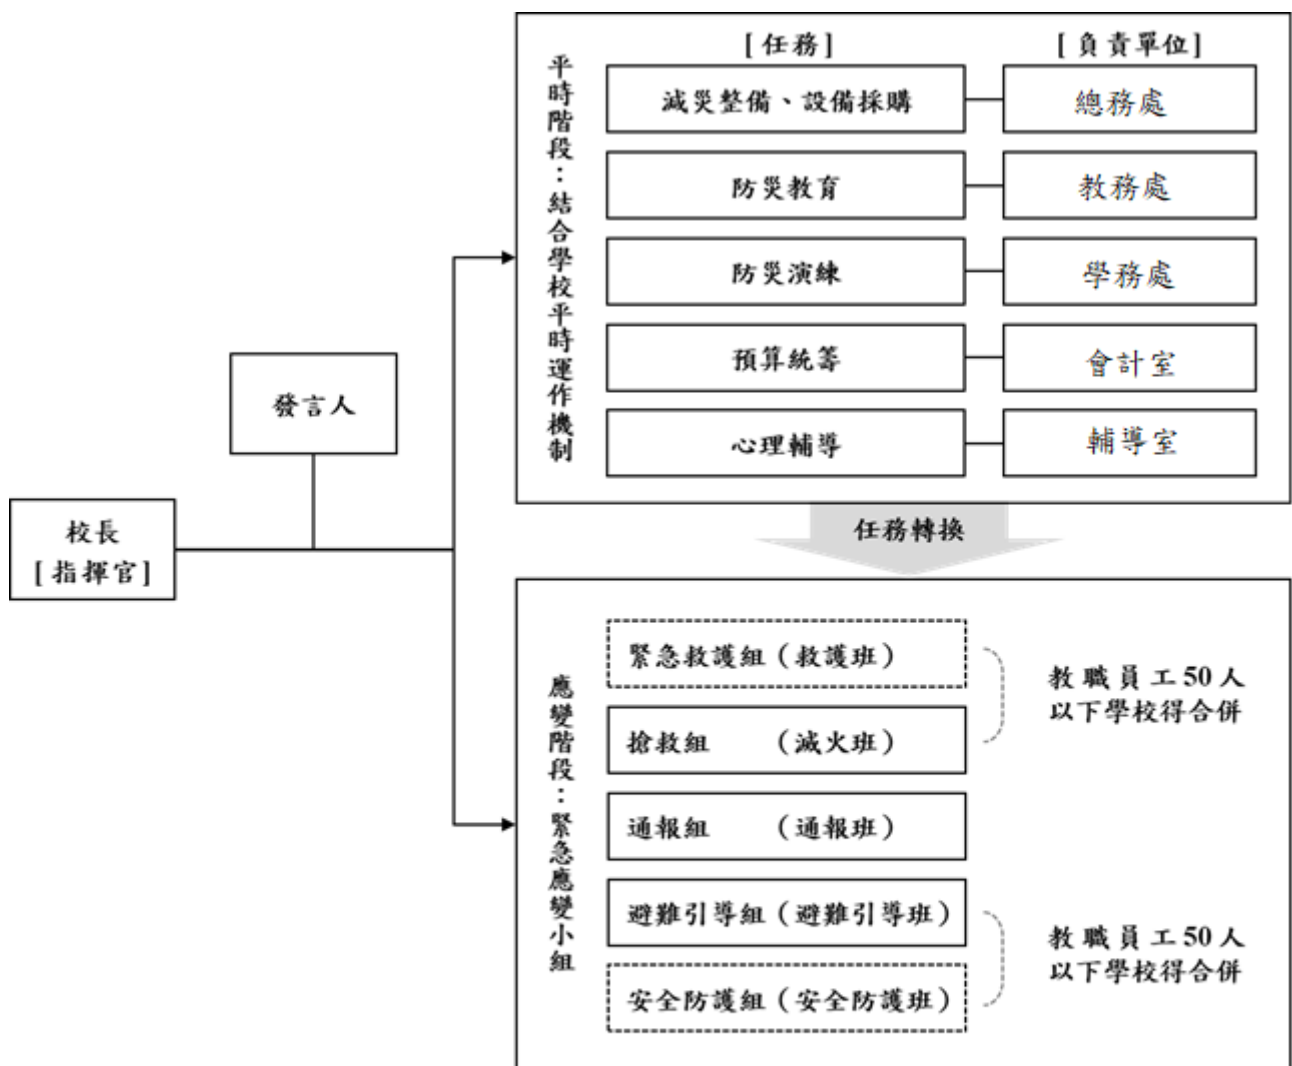 [任務]
[負責單位]
平時階段：結合學校平時運作機制
減災整備、設備採購
總務處
防災教育
教務處
防災演練
學務處
預算統籌
會計室
心理輔導
輔導室
發言人
校長
[指揮官]
任務轉換
應變階段：緊急應變小組
緊急救護組（救護班）
搶救組　　（滅火班）
教職員工50人
以下學校得合併
通報組　　（通報班）
避難引導組（避難引導班）
安全防護組（安全防護班）
教職員工50人
以下學校得合併